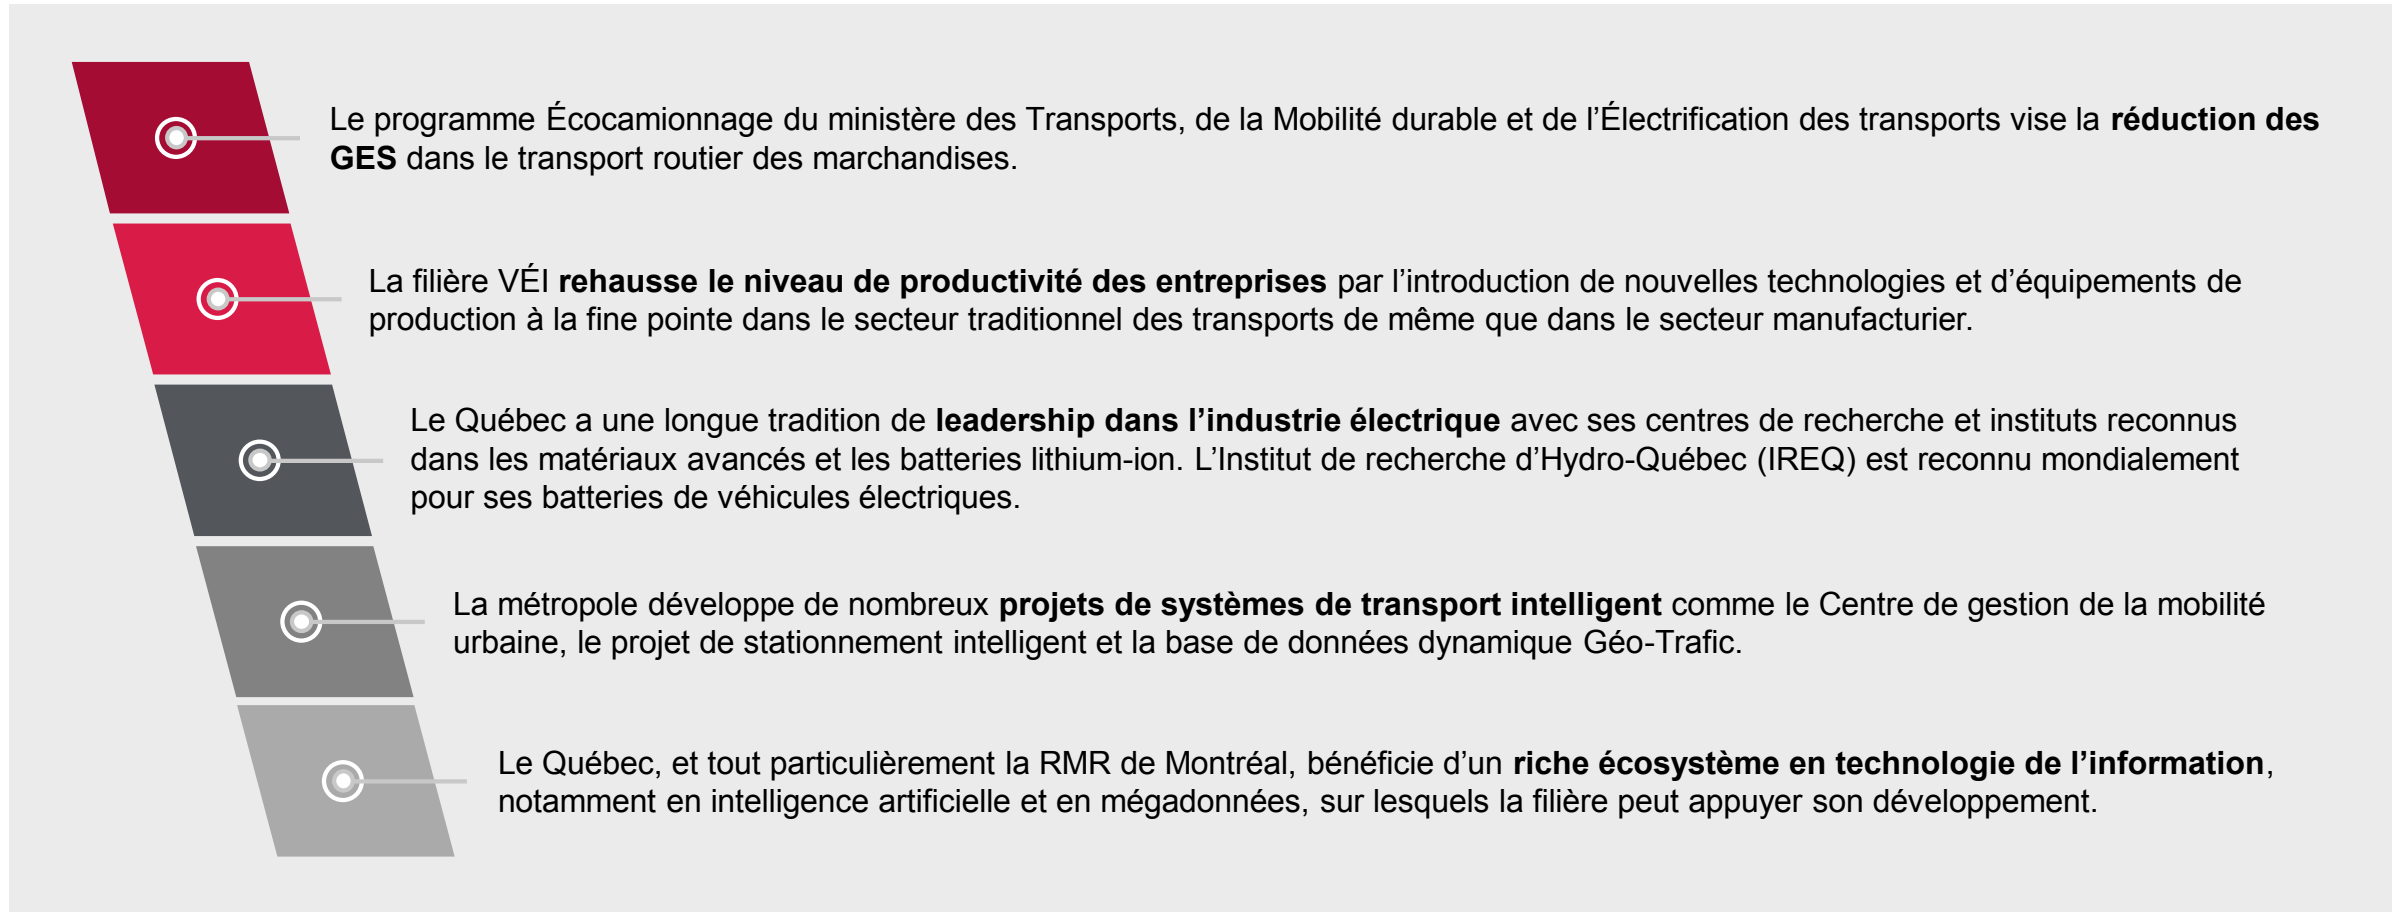 Le programme Écocamionnage du ministère des Transports, de la Mobilité durable et de l’Électrification des transports vise la réduction des
GES dans le transport routier des marchandises.
La filière VÉI rehausse le niveau de productivité des entreprises par l’introduction de nouvelles technologies et d’équipements de
production à la fine pointe dans le secteur traditionnel des transports de même que dans le secteur manufacturier.
Le Québec a une longue tradition de leadership dans l’industrie électrique avec ses centres de recherche et instituts reconnus
dans les matériaux avancés et les batteries lithium-ion. L’Institut de recherche d’Hydro-Québec (IREQ) est reconnu mondialement
pour ses batteries de véhicules électriques.
La métropole développe de nombreux projets de systèmes de transport intelligent comme le Centre de gestion de la mobilité
urbaine, le projet de stationnement intelligent et la base de données dynamique Géo-Trafic.
Le Québec, et tout particulièrement la RMR de Montréal, bénéficie d’un riche écosystème en technologie de l’information,
notamment en intelligence artificielle et en mégadonnées, sur lesquels la filière peut appuyer son développement.